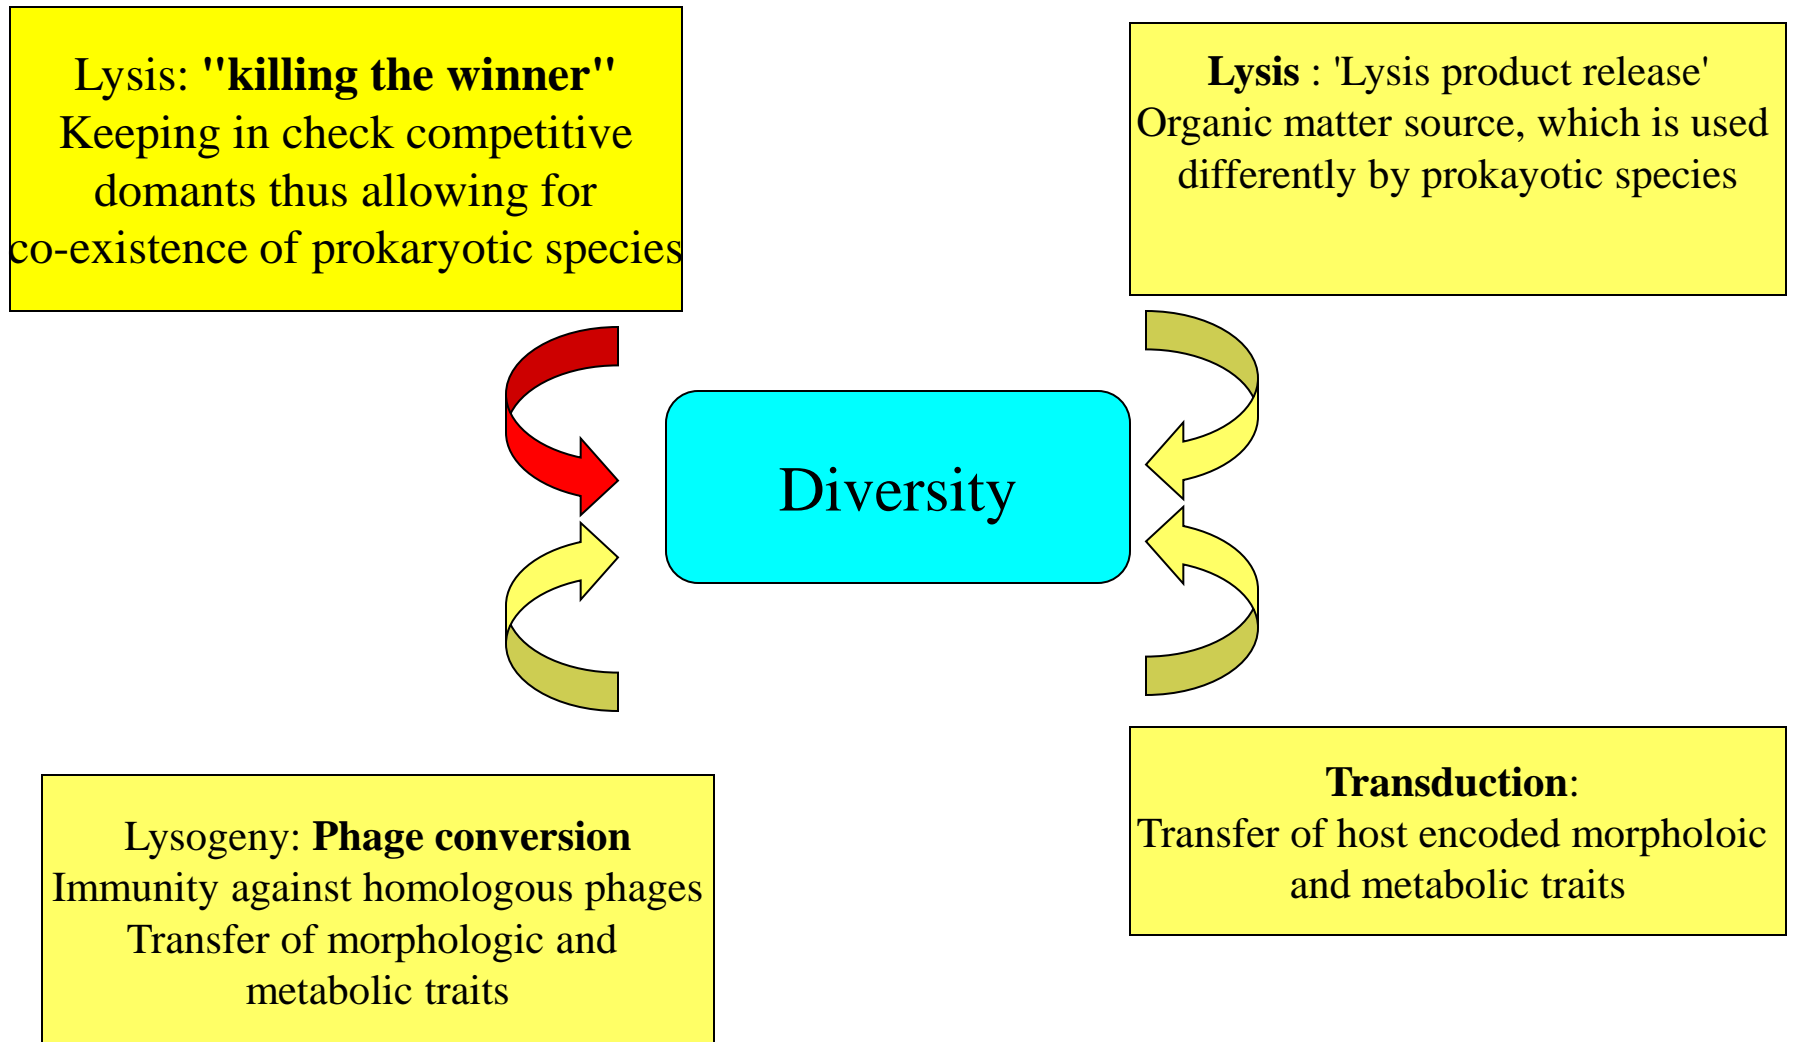 Lysis: "killing the winner"
Keeping in check competitive
domants thus allowing for
co-existence of prokaryotic species
Lysis : 'Lysis product release'
Organic matter source, which is used
differently by prokayotic species
Diversity
Lysogeny: Phage conversion
Immunity against homologous phages
Transfer of morphologic and
metabolic traits
Transduction:
Transfer of host encoded morpholoic
and metabolic traits